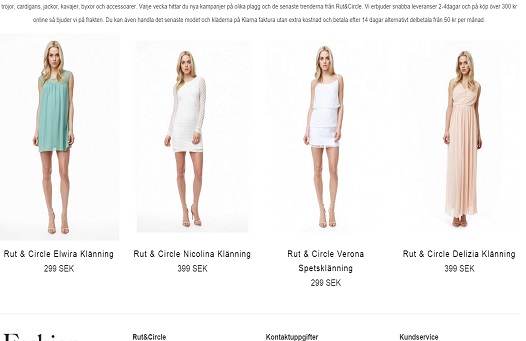 tröjor, cardigans, jackor, kavajer, byxor och accessoarer. Varje vecka hittar du nya kampanjer på olika plagg och de senaste trenderna från Rut&Circle. Vi erbjuder snabba leveranser 2-4dagar och på köp över 300 kr
online så bjuder vi på frakten. Du kan även handla det senaste modet och kläderna på Klarna faktura utan extra kostnad och betala efter 14 dagar alternativt delbetala från 50 kr per månad
Rut & Circle Elwira Klänning
299 SEK
Rut & Circle Nicolina Klänning
399 SEK
Rut & Circle Verona
Spetsklänning
299 SEK
Rut & Circle Delizia Klänning
399 SEK
Rut&Circle
Kontaktuppgifter
Kundservice